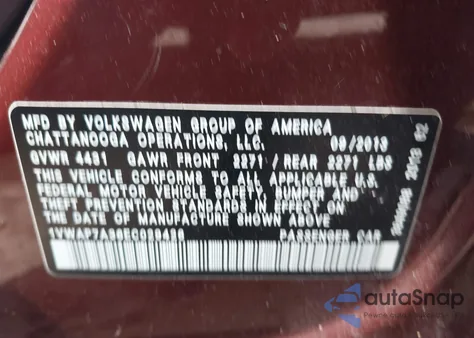 MFD BY VOLKSWAGEN GROUP OF AMERICA
CHATTANOOGA OPERATIONS, LLC. 08/2013
GVWR 4431 GAWR FRONT 2271/REAR 2271 LBS
THIS VEHICLE CONFORMS TO ALL APPLICABLE U.S.
FEDERAL MOTOR VEHICLE SAFETY, BUMPER AND
THEFT PREVENTION STANDARDS IN EFFECT ON
THE DATE OF MANUFACTURE SHOWN ABOVE
PASSENGER CAR
autoSnap